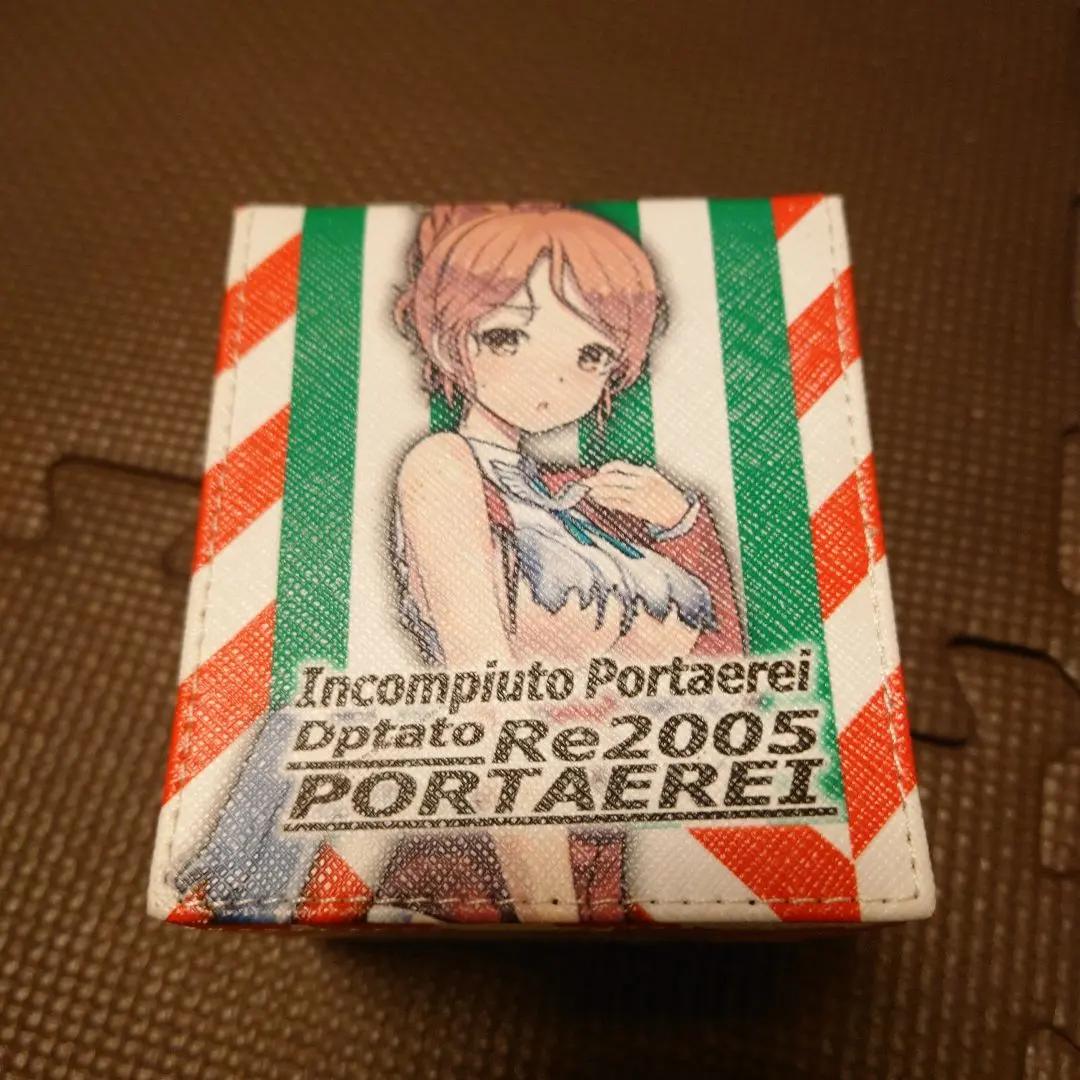 Incompiuto Portaerei
Dptato Re2005
PORTAEREI